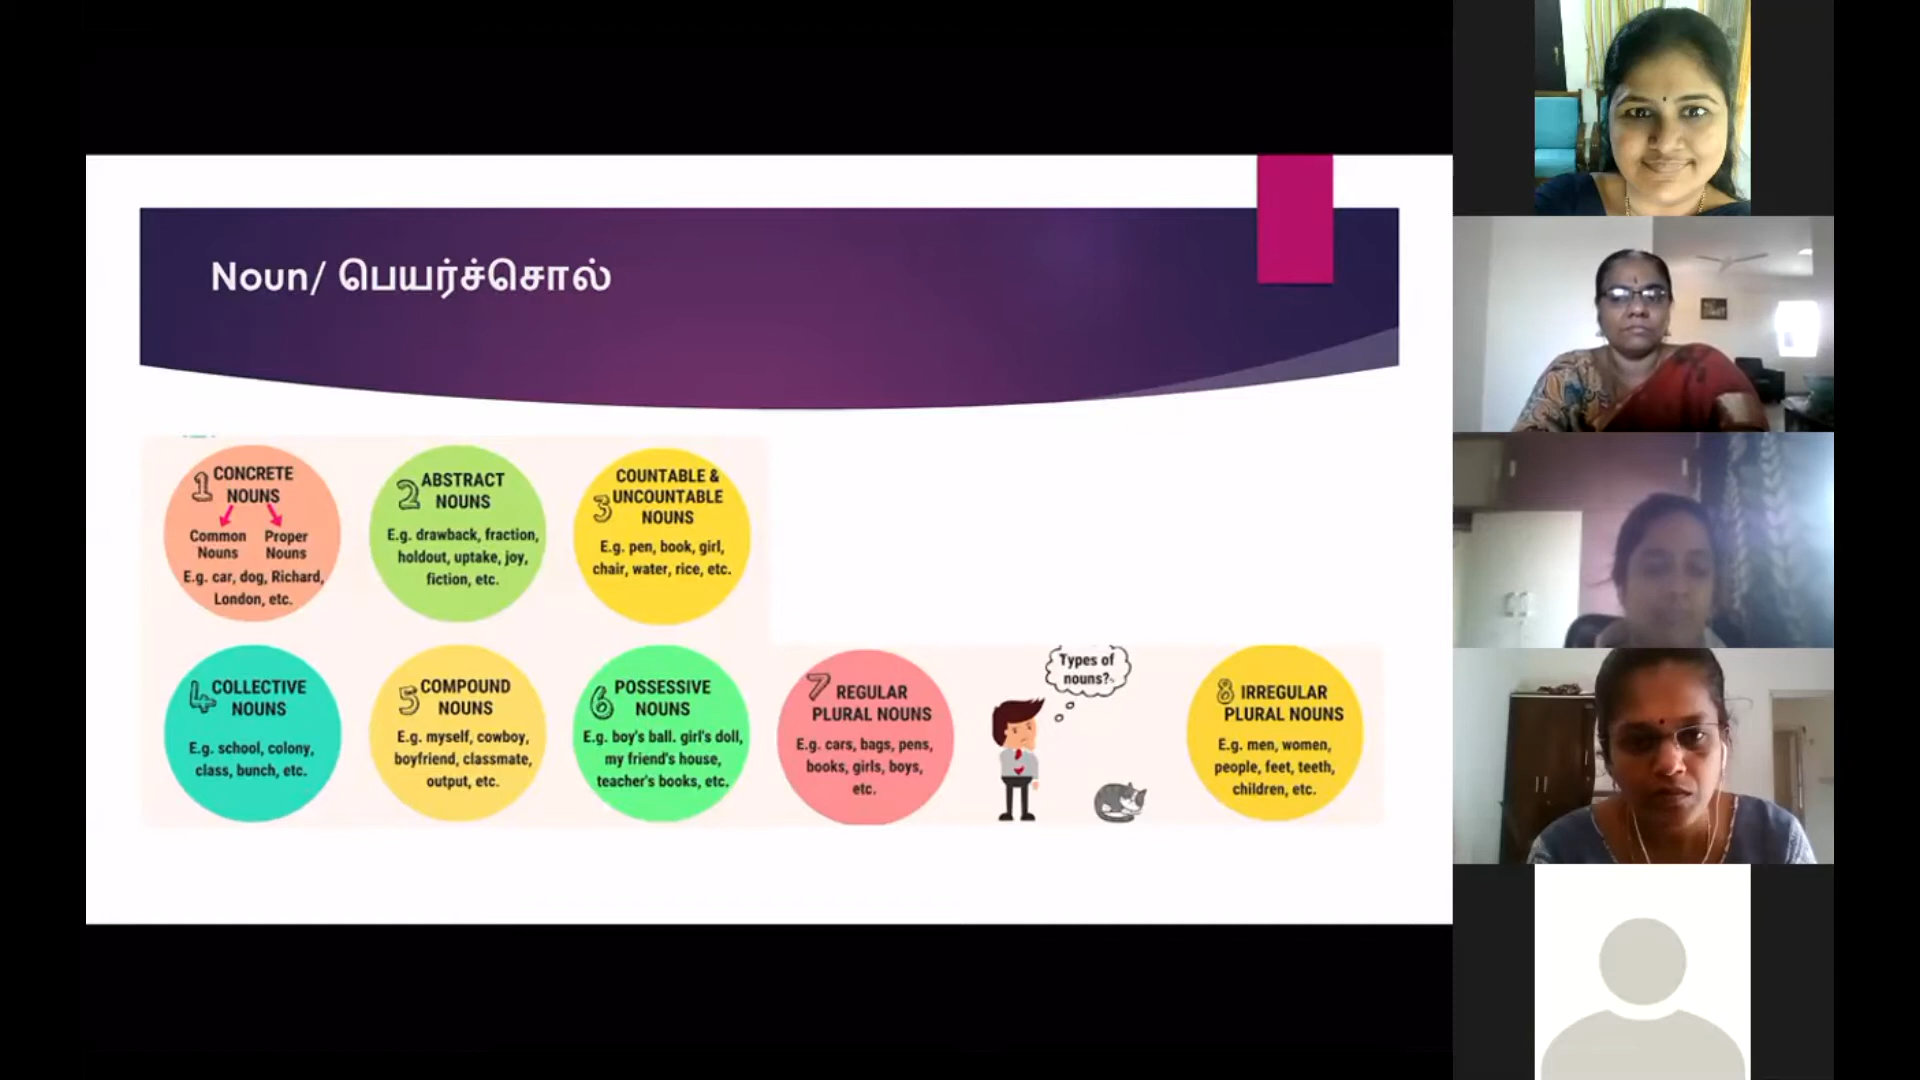 Noun/ பெயர்ச்சொல்
1 CONCRETE
NOUNS
Common Proper
Nouns Nouns
E.g. car, dog, Richard,
London, etc.
2 ABSTRACT
NOUNS
E.g. drawback, fraction,
holdout, uptake, joy,
fiction, etc.
COUNTABLE &
3 UNCOUNTABLE
NOUNS
E.g. pen, book, girl,
chair, water, rice, etc.
4 COLLECTIVE
NOUNS
E.g. school, colony,
class, bunch, etc.
5 COMPOUND
NOUNS
E.g. myself, cowboy,
boyfriend, classmate,
output, etc.
6 POSSESSIVE
NOUNS
E.g. boy's ball. girl's doll,
my friend's house,
teacher's books, etc.
7 REGULAR
PLURAL NOUNS
E.g. cars, bags, pens,
books, girls, boys,
etc.
Types of
nouns?
8 IRREGULAR
PLURAL NOUNS
E.g. men, women,
people, feet, teeth,
children, etc.